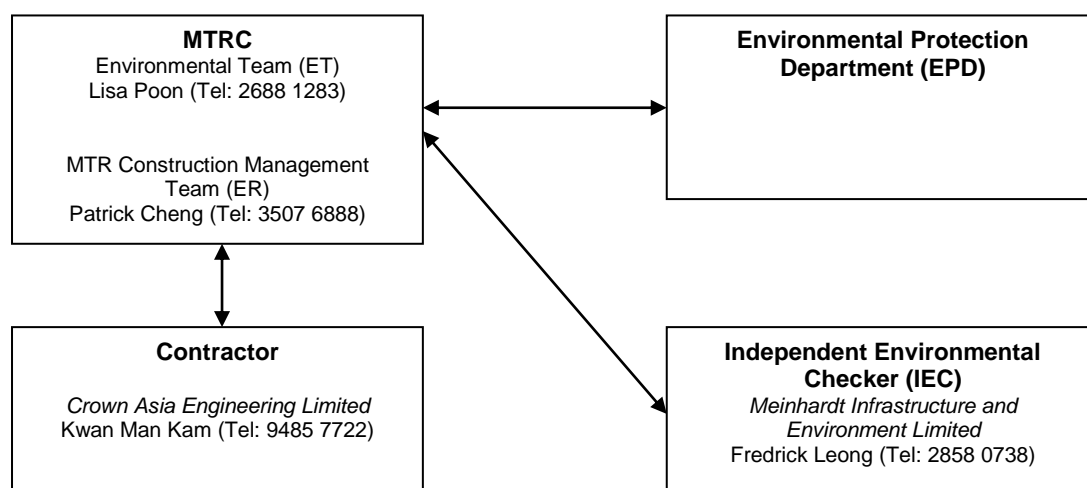 MTRC
Environmental Team (ET)
Lisa Poon (Tel: 2688 1283)
MTR Construction Management
Team (ER)
Patrick Cheng (Tel: 3507 6888)
Environmental Protection
Department (EPD)
Contractor
Crown Asia Engineering Limited
Kwan Man Kam (Tel: 9485 7722)
Independent Environmental
Checker (IEC)
Meinhardt Infrastructure and
Environment Limited
Fredrick Leong (Tel: 2858 0738)